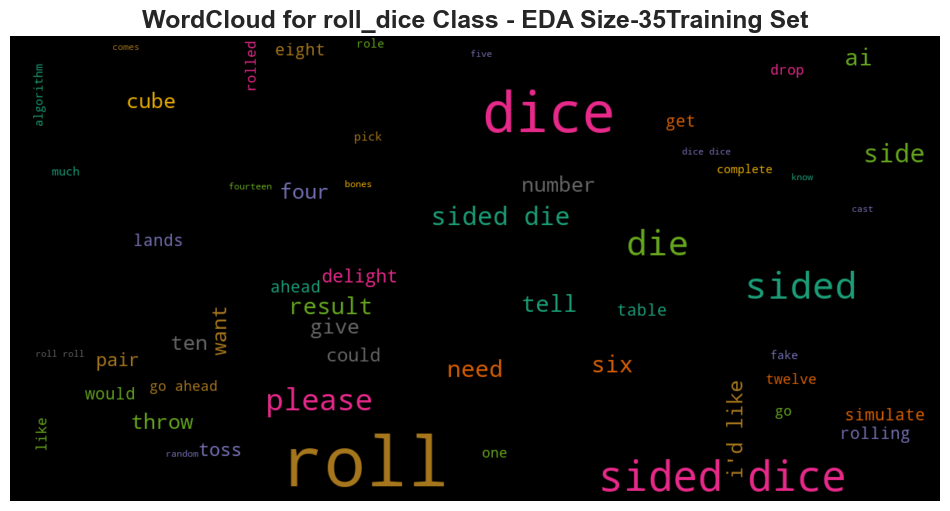 WordCloud for roll_dice Class - EDA Size-35Training Set
comes
role
eight
rolled
five
ai
drop
algorithm
cube
dice
get
pick
dice dice
side
much
complete
know
fourteen
four
bones
number
cast
sided die
lands
die
delight
ahead
sided
result
tell
table
want
give
ten
could
roll roll
pair
fake
need
six
go ahead
twelve
would
i'd like
please
go
simulate
throw
like
rolling
random
toss
one
roll
sided dice